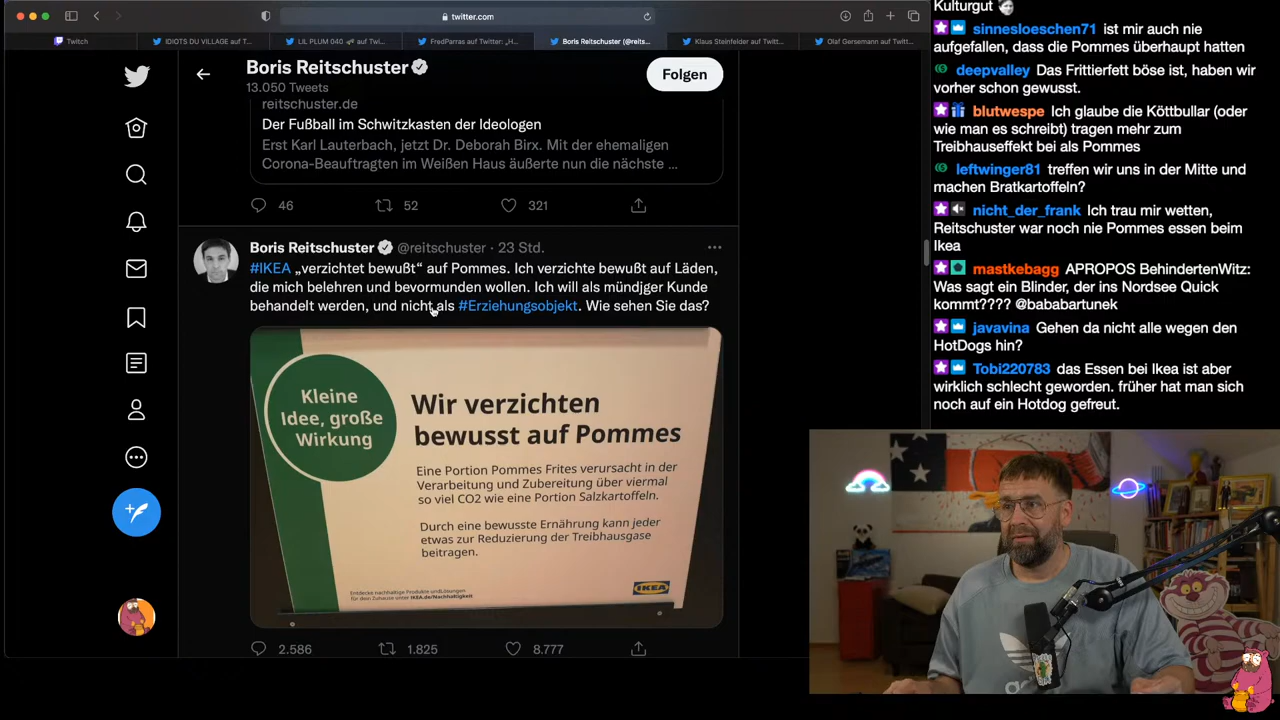 twitter.com
Twitch
IDIOTS DU VILLAGE auf T...
LIL PLUM 040 🛹 auf Twi...
FredParras auf Twitter: „H...
Boris Reitschuster (@reits...
Klaus Steinfelder auf Twitt...
Olaf Gersemann auf Twitt...
Boris Reitschuster
13.050 Tweets
Folgen
reitschuster.de
Der Fußball im Schwitzkasten der Ideologen
Erst Karl Lauterbach, jetzt Dr. Deborah Birx. Mit der ehemaligen
Corona-Beauftragten im Weißen Haus äußerte nun die nächste ...
46
52
321
Boris Reitschuster @reitschuster · 23 Std.
#IKEA „verzichtet bewußt“ auf Pommes. Ich verzichte bewußt auf Läden,
die mich belehren und bevormunden wollen. Ich will als mündjger Kunde
behandelt werden, und nicht als #Erziehungsobjekt. Wie sehen Sie das?
Kleine
Idee, große
Wirkung
Wir verzichten
bewusst auf Pommes
Eine Portion Pommes Frites verursacht in der
Verarbeitung und Zubereitung über viermal
so viel CO2 wie eine Portion Salzkartoffeln.
Durch eine bewusste Ernährung kann jeder
etwas zur Reduzierung der Treibhausgase
beitragen.
Entdecke nachhaltige Produkte und Lösungen
für dein Zuhause unter IKEA.de/Nachhaltigkeit
IKEA
2.586
1.825
8.777
Kulturgut
sinnesloeschen71 ist mir auch nie
aufgefallen, dass die Pommes überhaupt hatten
deepvalley Das Frittierfett böse ist, haben wir
vorher schon gewusst.
blutwespe Ich glaube die Köttbullar (oder
wie man es schreibt) tragen mehr zum
Treibhauseffekt bei als Pommes
leftwinger81 treffen wir uns in der Mitte und
machen Bratkartoffeln?
nicht_der_frank Ich trau mir wetten,
Reitschuster war noch nie Pommes essen beim
Ikea
mastkebagg APROPOS BehindertenWitz:
Was sagt ein Blinder, der ins Nordsee Quick
kommt???? @bababartunek
javavina Gehen da nicht alle wegen den
HotDogs hin?
Tobi220783 das Essen bei Ikea ist aber
wirklich schlecht geworden. früher hat man sich
noch auf ein Hotdog gefreut.